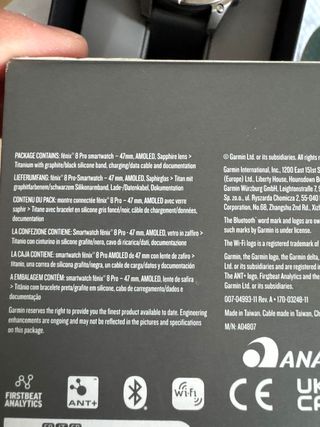 PACKAGE CONTAINS: fēnix® 8 Pro smartwatch – 47mm, AMOLED, Sapphire lens >
Titanium with graphite/black silicone band, charging/data cable and documentation
LIEFERUMFANG: fēnix® 8 Pro-Smartwatch – 47 mm, AMOLED, Saphirglas > Titan mit
graphitfarbenem/schwarzem Silikonarmband, Lade-/Datenkabel, Dokumentation
CONTENU DU PACK: montre connectée fēnix® 8 Pro – 47 mm, AMOLED avec verre
saphir > Titane avec bracelet en silicone gris foncé/noir, câble de chargement/données,
documentation
LA CONFEZIONE CONTIENE: Smartwatch fēnix® 8 Pro - 47 mm, AMOLED, vetro in zaffiro >
Titanio con cinturino in silicone grafite/nero, cavo di ricarica/dati, documentazione
LA CAJA CONTIENE: smartwatch fēnix® 8 Pro AMOLED de 47 mm con lente de zafiro >
titanio, una correa de silicona grafito/negra, un cable de carga/datos y documentación
A EMBALAGEM CONTÉM: smartwatch fēnix® 8 Pro – 47 mm, AMOLED, lente de safira
> Titânio com bracelete preta/grafite em silicone, cabo de carregamento/dados e
documentação
Garmin reserves the right to provide you the finest product available to date. Engineering
enhancements are ongoing and may not be reflected in the pictures and specifications
on this package.
© Garmin Ltd. or its subsidiaries. All rights
Garmin International, Inc., 1200 East 151st S
(Europe) Ltd., Liberty House, Hounsdown B
Garmin Würzburg GmbH, Leightonstraße 7,
Sp. zo.o., ul. Ryszarda Chomicza 2, 55-040
Corporation, No.68, Zhangshu 2nd Rd.,
The Bluetooth® word mark and logos are ow
such marks by Garmin is under license.
The Wi-Fi logo is a registered trademark of
Garmin, the Garmin logo, the Garmin delta,
Ltd. or its subsidiaries and are registered in
The ANT+ logo, Firstbeat Analytics and
Garmin Ltd. or its subsidiaries.
007-04993-11 Rev. A • 170-03248-11
Made in Taiwan, Cable made in Taiwan, chai
M/N: A04807
FIRSTBEAT
ANALYTICS
ANT+
Wi-Fi
CE
UK
CA
ANA